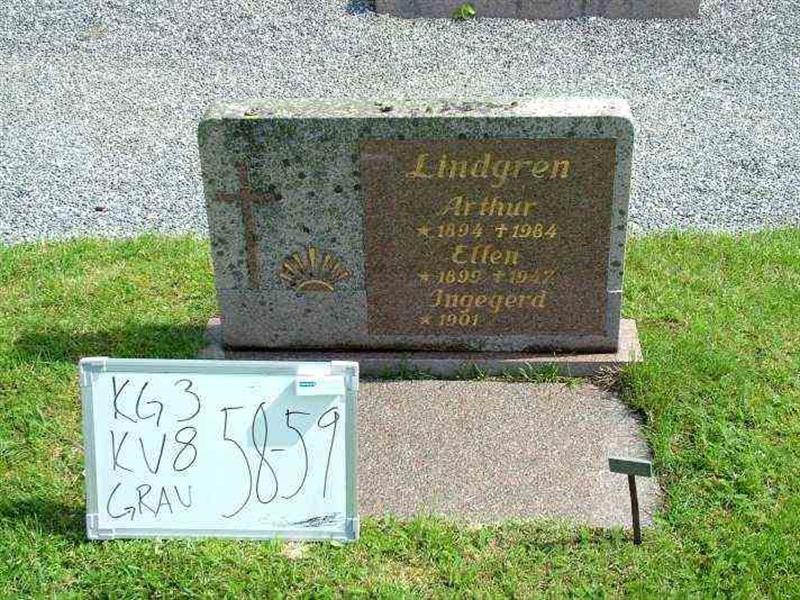 Lindgren
Arthur
* 1894 † 1984
Ellen
* 1899 † 1947
Ingegerd
* 1901
KG3
KV8
GRAV
58-59